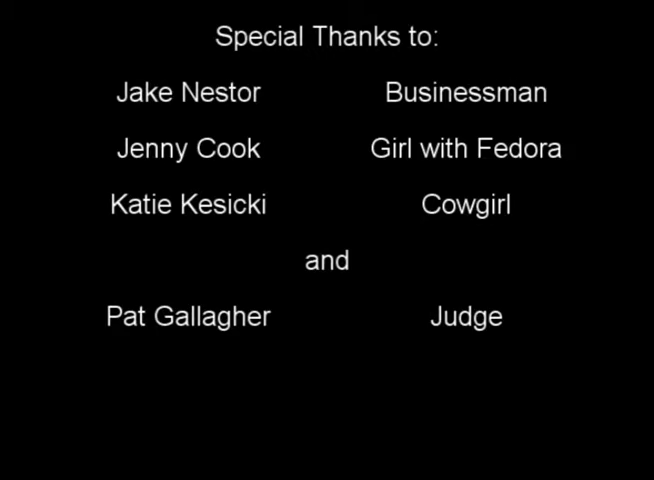 Special Thanks to:
Jake Nestor Businessman
Jenny Cook Girl with Fedora
Katie Kesicki Cowgirl
and
Pat Gallagher Judge